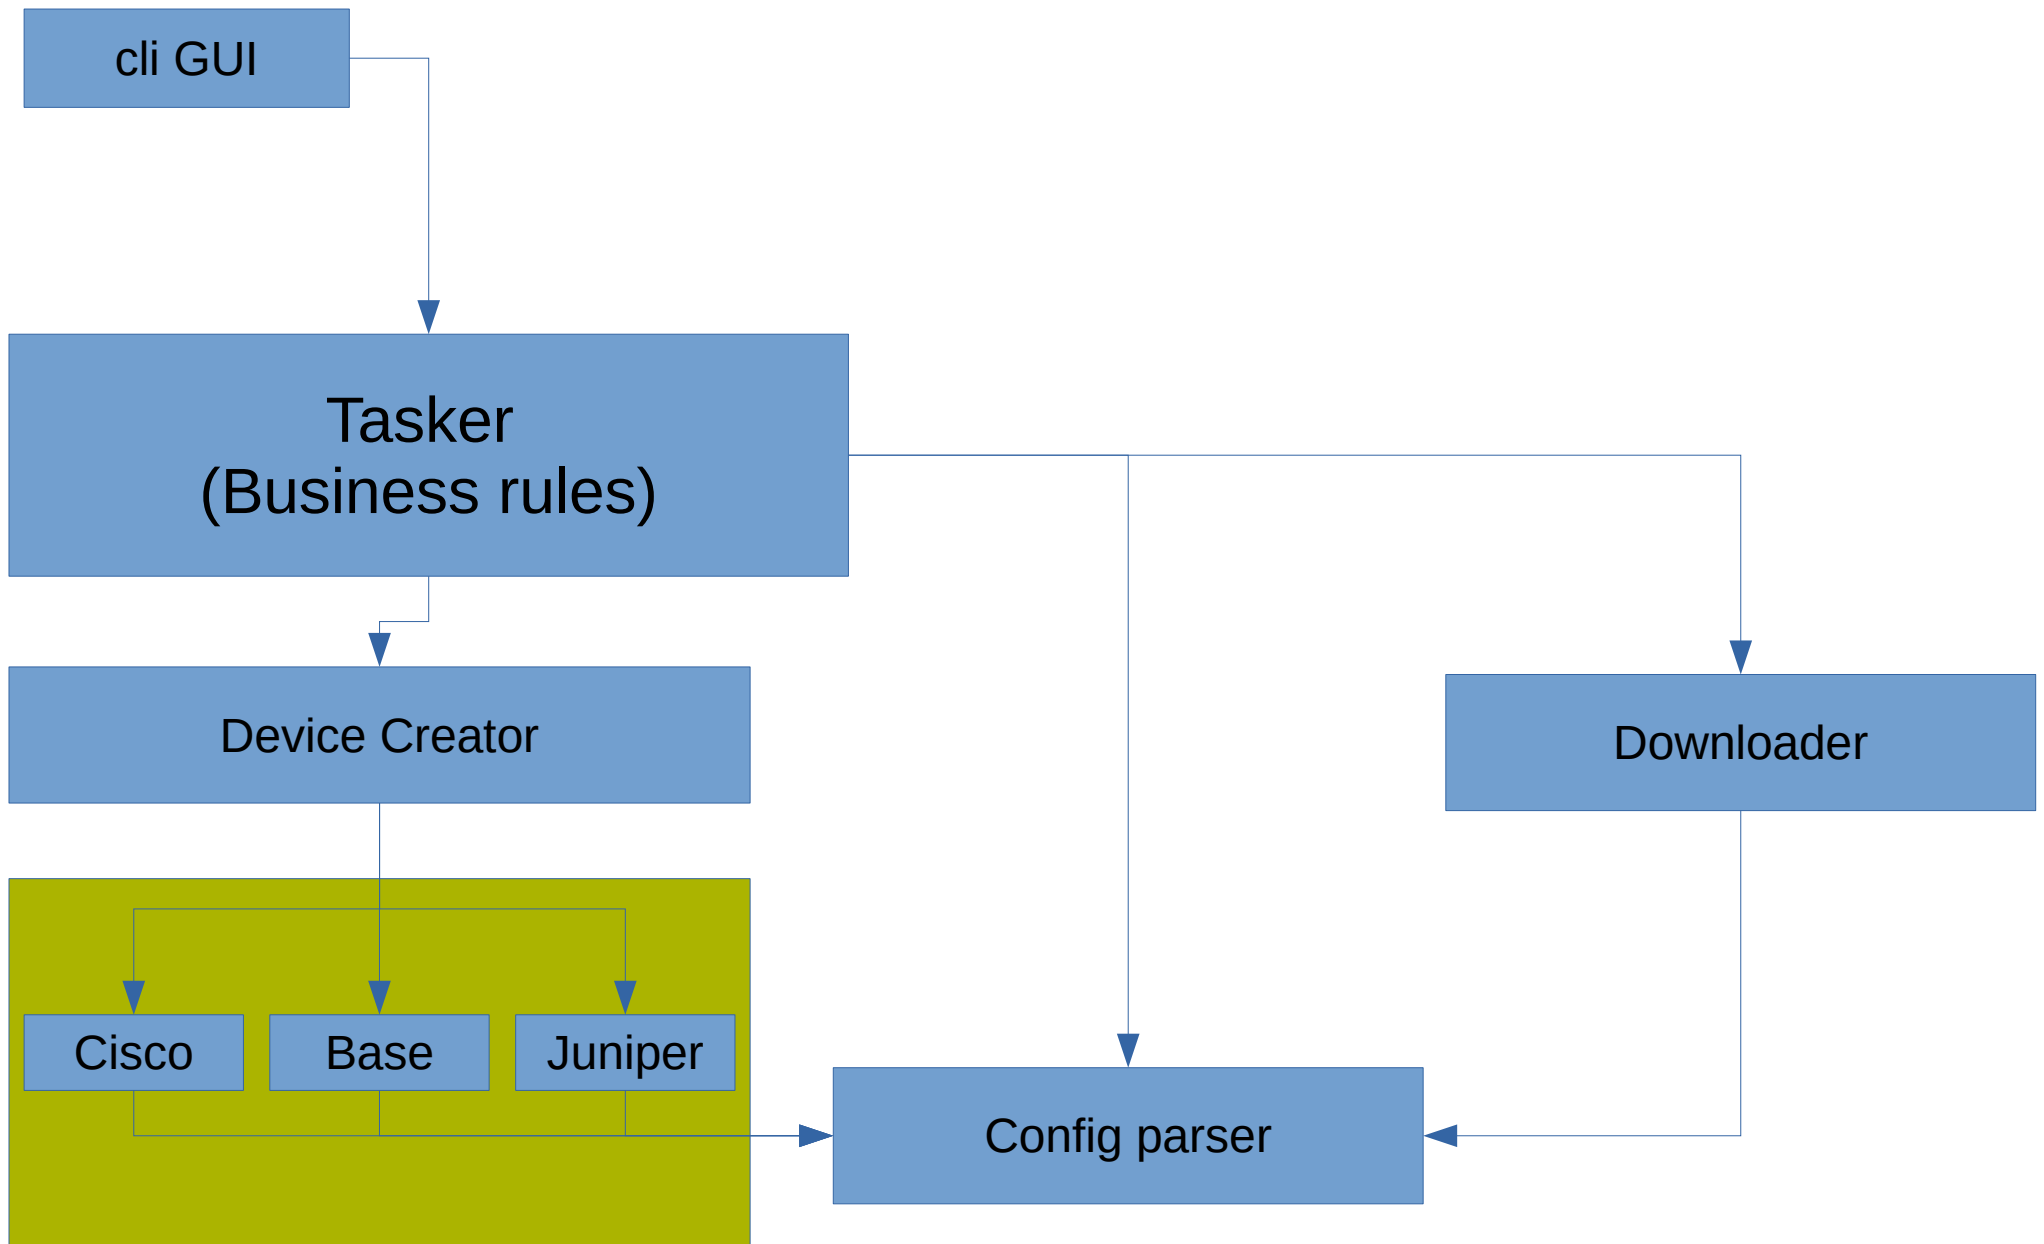 cli GUI
Tasker
(Business rules)
Device Creator
Downloader
Cisco
Base
Juniper
Config parser